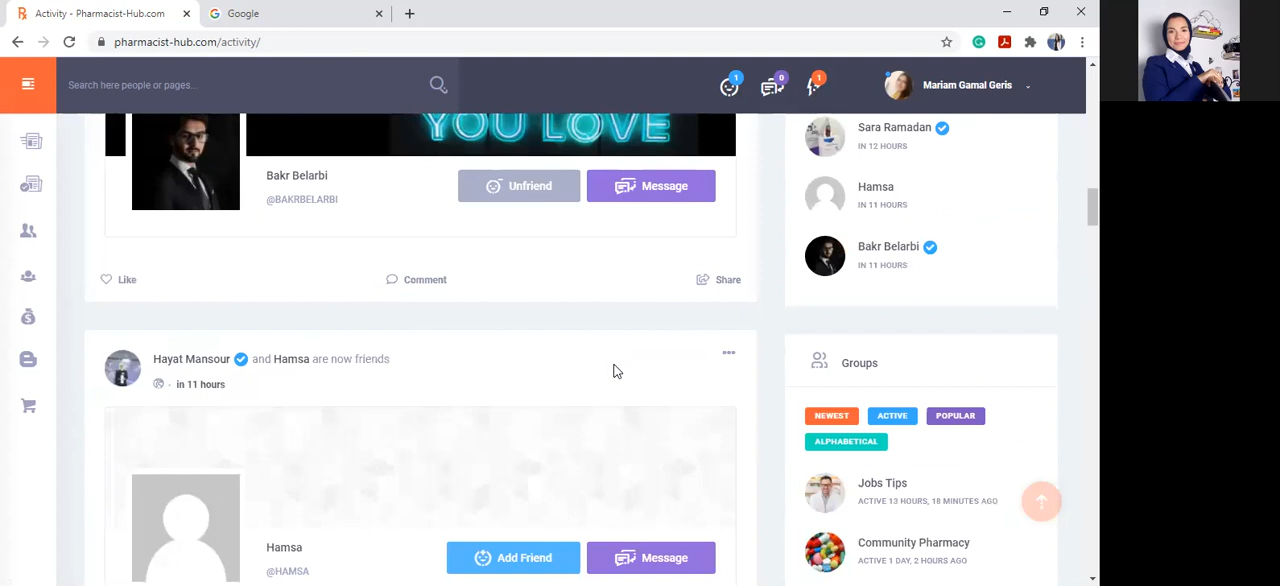 Activity - Pharmacist-Hub.com
Google
pharmacist-hub.com/activity/
Search here people or pages...
1
0
1
Mariam Gamal Geris
YOU LOVE
Bakr Belarbi
@BAKRBELARBI
Unfriend
Message
Like
Comment
Share
Hayat Mansour and Hamsa are now friends
in 11 hours
Hamsa
@HAMSA
Add Friend
Message
Sara Ramadan
IN 12 HOURS
Hamsa
IN 11 HOURS
Bakr Belarbi
IN 11 HOURS
Groups
NEWEST
ACTIVE
POPULAR
ALPHABETICAL
Jobs Tips
ACTIVE 13 HOURS, 18 MINUTES AGO
Community Pharmacy
ACTIVE 1 DAY, 2 HOURS AGO